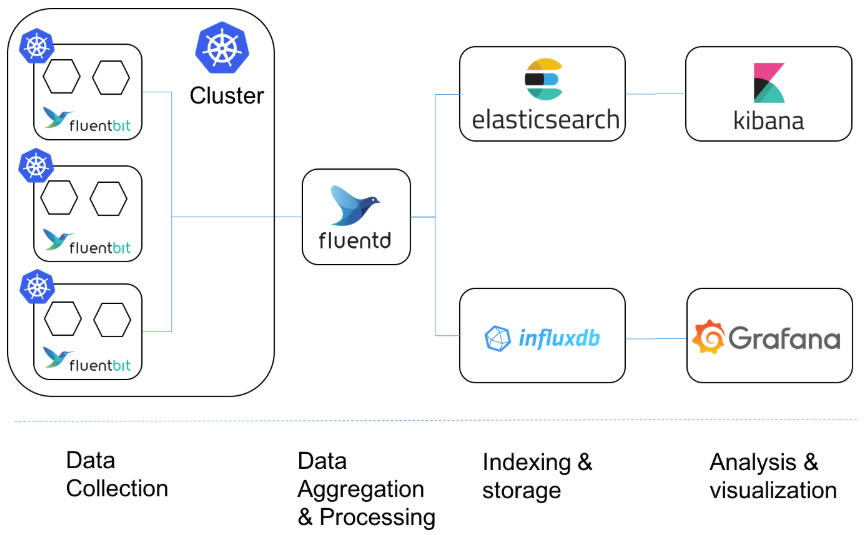 Cluster
fluentbit
fluentbit
fluentbit
fluentd
elasticsearch
kibana
influxdb
Grafana
Data
Collection
Data
Aggregation
& Processing
Indexing &
storage
Analysis &
visualization